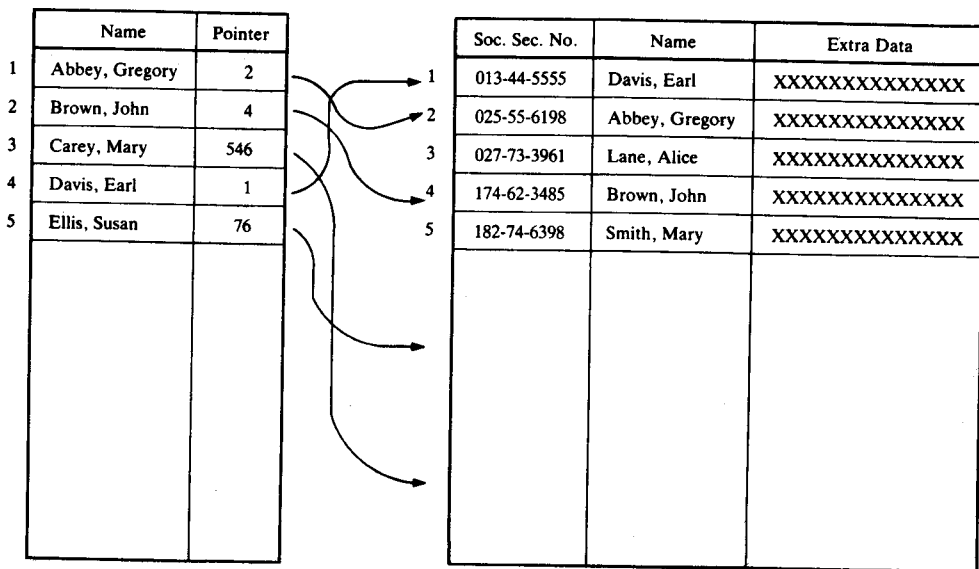 Name Pointer
1 Abbey, Gregory 2
2 Brown, John 4
3 Carey, Mary 546
4 Davis, Earl 1
5 Ellis, Susan 76
Soc. Sec. No. Name Extra Data
1 013-44-5555 Davis, Earl XXXXXXXXXXXXXX
2 025-55-6198 Abbey, Gregory XXXXXXXXXXXXXX
3 027-73-3961 Lane, Alice XXXXXXXXXXXXXX
4 174-62-3485 Brown, John XXXXXXXXXXXXXX
5 182-74-6398 Smith, Mary XXXXXXXXXXXXXX